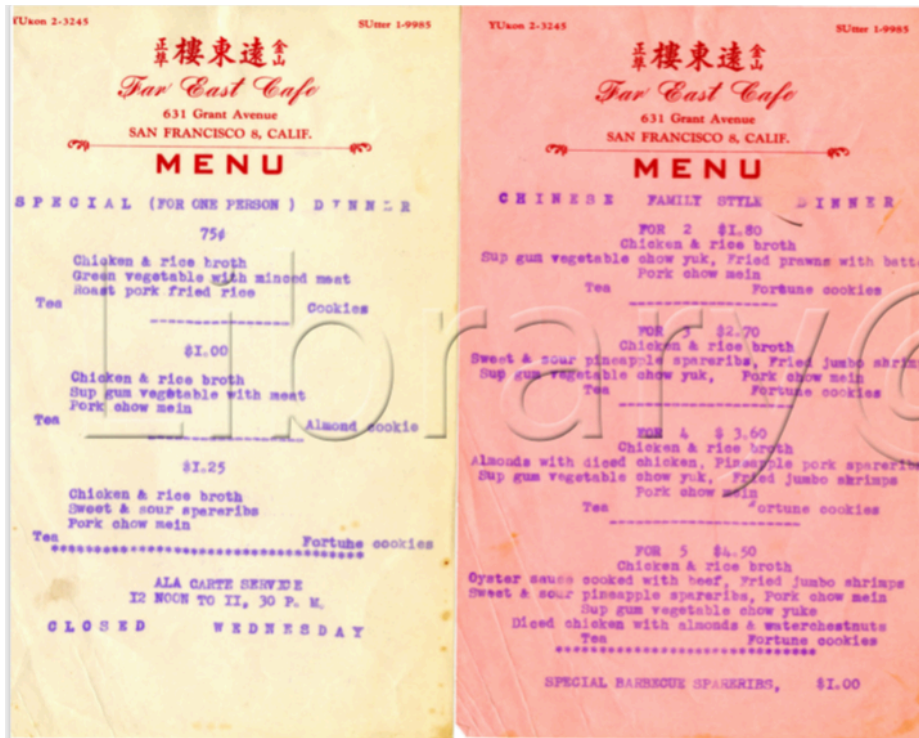 YUkon 2-3245 SUtter 1-9985
正華 樓東遠 金山
Far East Cafe
631 Grant Avenue
SAN FRANCISCO 8, CALIF.
MENU
SPECIAL (FOR ONE PERSON ) DINNER
75¢
Chicken & rice broth
Green vegetable with minced meat
Roast pork fried rice
Tea Cookies
$I.00
Chicken & rice broth
Sup gum vegetable with meat
Pork chow mein
Tea Almond cookie
$I.25
Chicken & rice broth
Sweet & sour spareribs
Pork chow mein
Tea Fortune cookies
ALA CARTE SERVICE
I2 NOON TO II, 30 P. M.
CLOSED WEDNESDAY
YUkon 2-3245 SUtter 1-9985
正華 樓東遠 金山
Far East Cafe
631 Grant Avenue
SAN FRANCISCO 8, CALIF.
MENU
CHINESE FAMILY STYLE DINNER
FOR 2 $I.80
Chicken & rice broth
Sup gum vegetable chow yuk, Fried prawns with batt
Pork chow mein
Tea Fortune cookies
FOR 3 $2.70
Chicken & rice broth
Sweet & sour pineapple spareribs, Fried jumbo shrim
Sup gum vegetable chow yuk, Pork chow mein
Tea Fortune cookies
FOR 4 $ 3.60
Chicken & rice broth
Almonds with diced chicken, Pineapple pork sparerib
Sup gum vegetable chow yuk, Fried jumbo shrimps
Pork chow mein
Tea Fortune cookies
FOR 5 $4.50
Chicken & rice broth
Oyster sauce cooked with beef, Fried jumbo shrimps
Sweet & sour pineapple spareribs, Pork chow mein
Sup gum vegetable chow yuke
Diced chicken with almonds & waterchestnuts
Tea Fortune cookies
SPECIAL BARBECUE SPARERIBS, $I.00
Library@